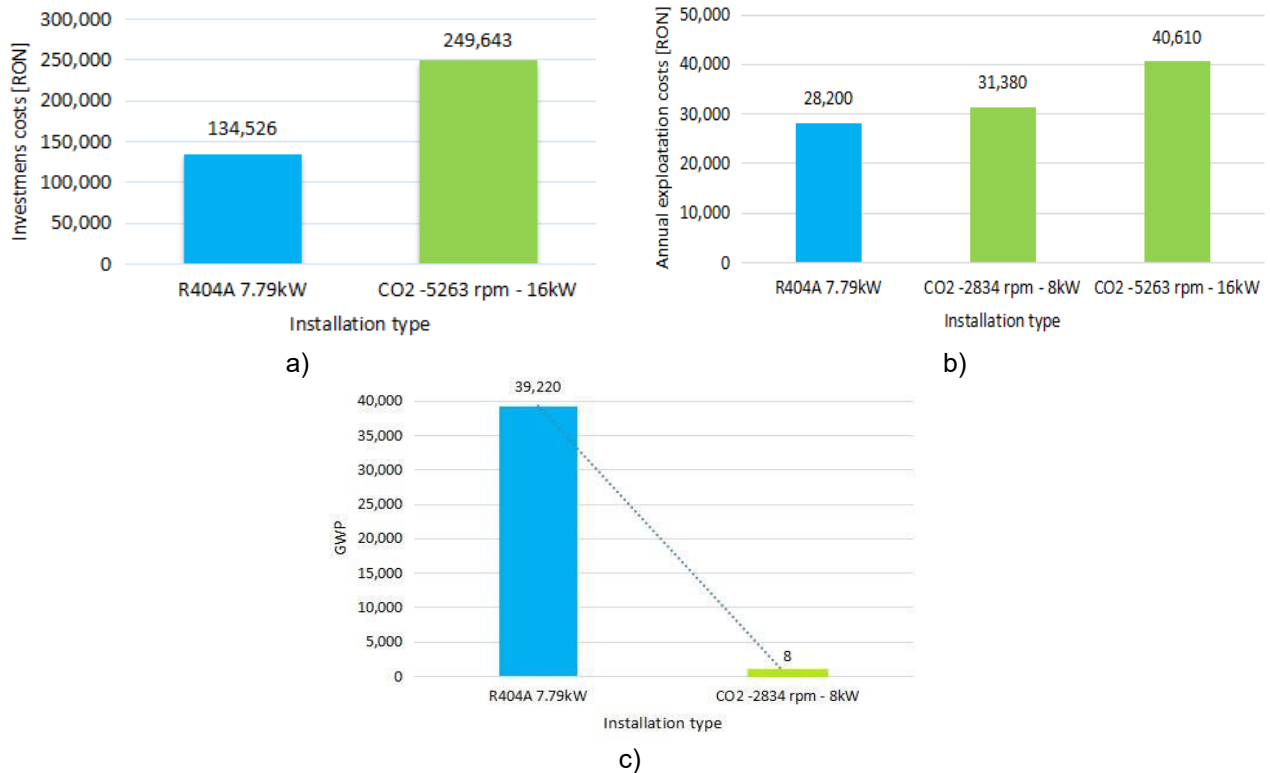 300,000
250,000
200,000
150,000
100,000
50,000
0
Investmens costs [RON]
134,526
249,643
R404A 7.79kW
CO2 -5263 rpm - 16kW
Installation type
a)
50,000
40,000
30,000
20,000
10,000
0
Annual exploatation costs [RON]
28,200
31,380
40,610
R404A 7.79kW
CO2 -2834 rpm - 8kW
CO2 -5263 rpm - 16kW
Installation type
b)
40,000
35,000
30,000
25,000
20,000
15,000
10,000
5,000
0
GWP
39,220
8
R404A 7.79kW
CO2 -2834 rpm - 8kW
Installation type
c)